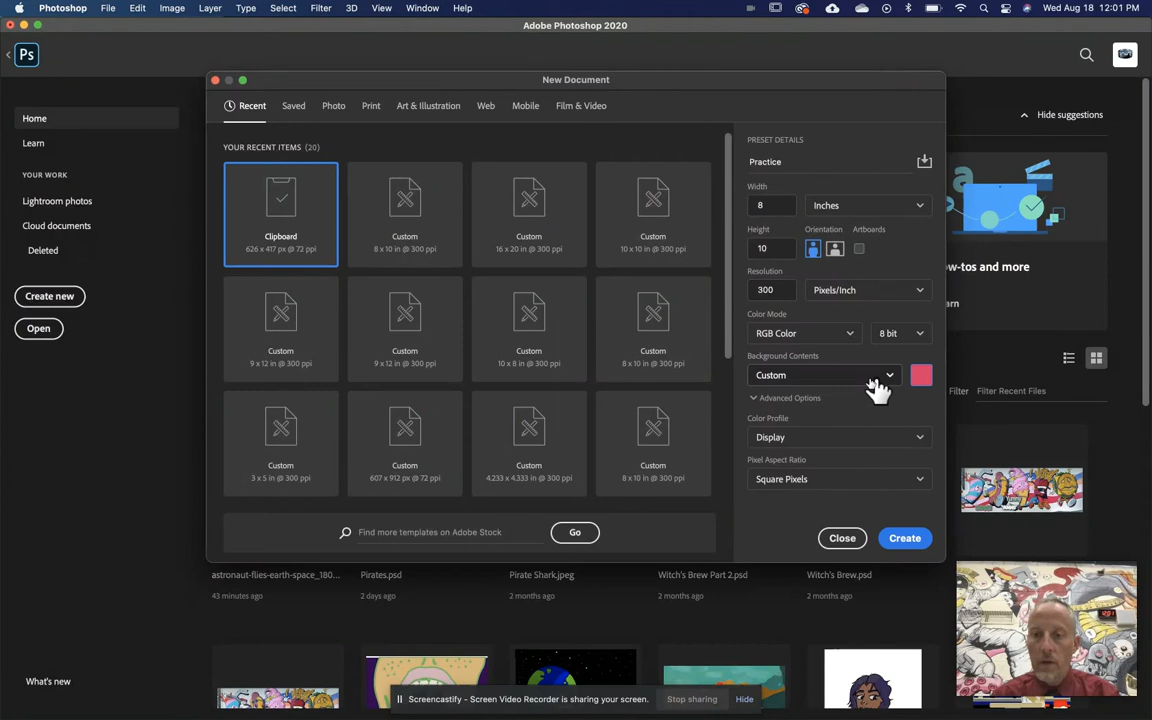 Photoshop File Edit Image Layer Type Select Filter 3D View Window Help Wed Aug 18 12:01 PM
Adobe Photoshop 2020
Ps
New Document
Home
Learn
YOUR WORK
Lightroom photos
Cloud documents
Deleted
Create new
Open
What's new
Hide suggestions
ow-tos and more
arn
Filter Filter Recent Files
Recent Saved Photo Print Art & Illustration Web Mobile Film & Video
YOUR RECENT ITEMS (20)
Clipboard
626 x 417 px @ 72 ppi
Custom
8 x 10 in @ 300 ppi
Custom
16 x 20 in @ 300 ppi
Custom
10 x 10 in @ 300 ppi
Custom
9 x 12 in @ 300 ppi
Custom
9 x 12 in @ 300 ppi
Custom
10 x 8 in @ 300 ppi
Custom
8 x 10 in @ 300 ppi
Custom
3 x 5 in @ 300 ppi
Custom
607 x 912 px @ 72 ppi
Custom
4.233 x 4.333 in @ 300 ppi
Custom
8 x 10 in @ 300 ppi
Find more templates on Adobe Stock
Go
PRESET DETAILS
Practice
Width
8 Inches
Height Orientation Artboards
10
Resolution
300 Pixels/Inch
Color Mode
RGB Color 8 bit
Background Contents
Custom
Advanced Options
Color Profile
Display
Pixel Aspect Ratio
Square Pixels
Close Create
astronaut-flies-earth-space_180... Pirates.psd Pirate Shark.jpeg Witch's Brew Part 2.psd Witch's Brew.psd
43 minutes ago 2 days ago 2 months ago 2 months ago 2 months ago
Screencastify - Screen Video Recorder is sharing your screen. Stop sharing Hide